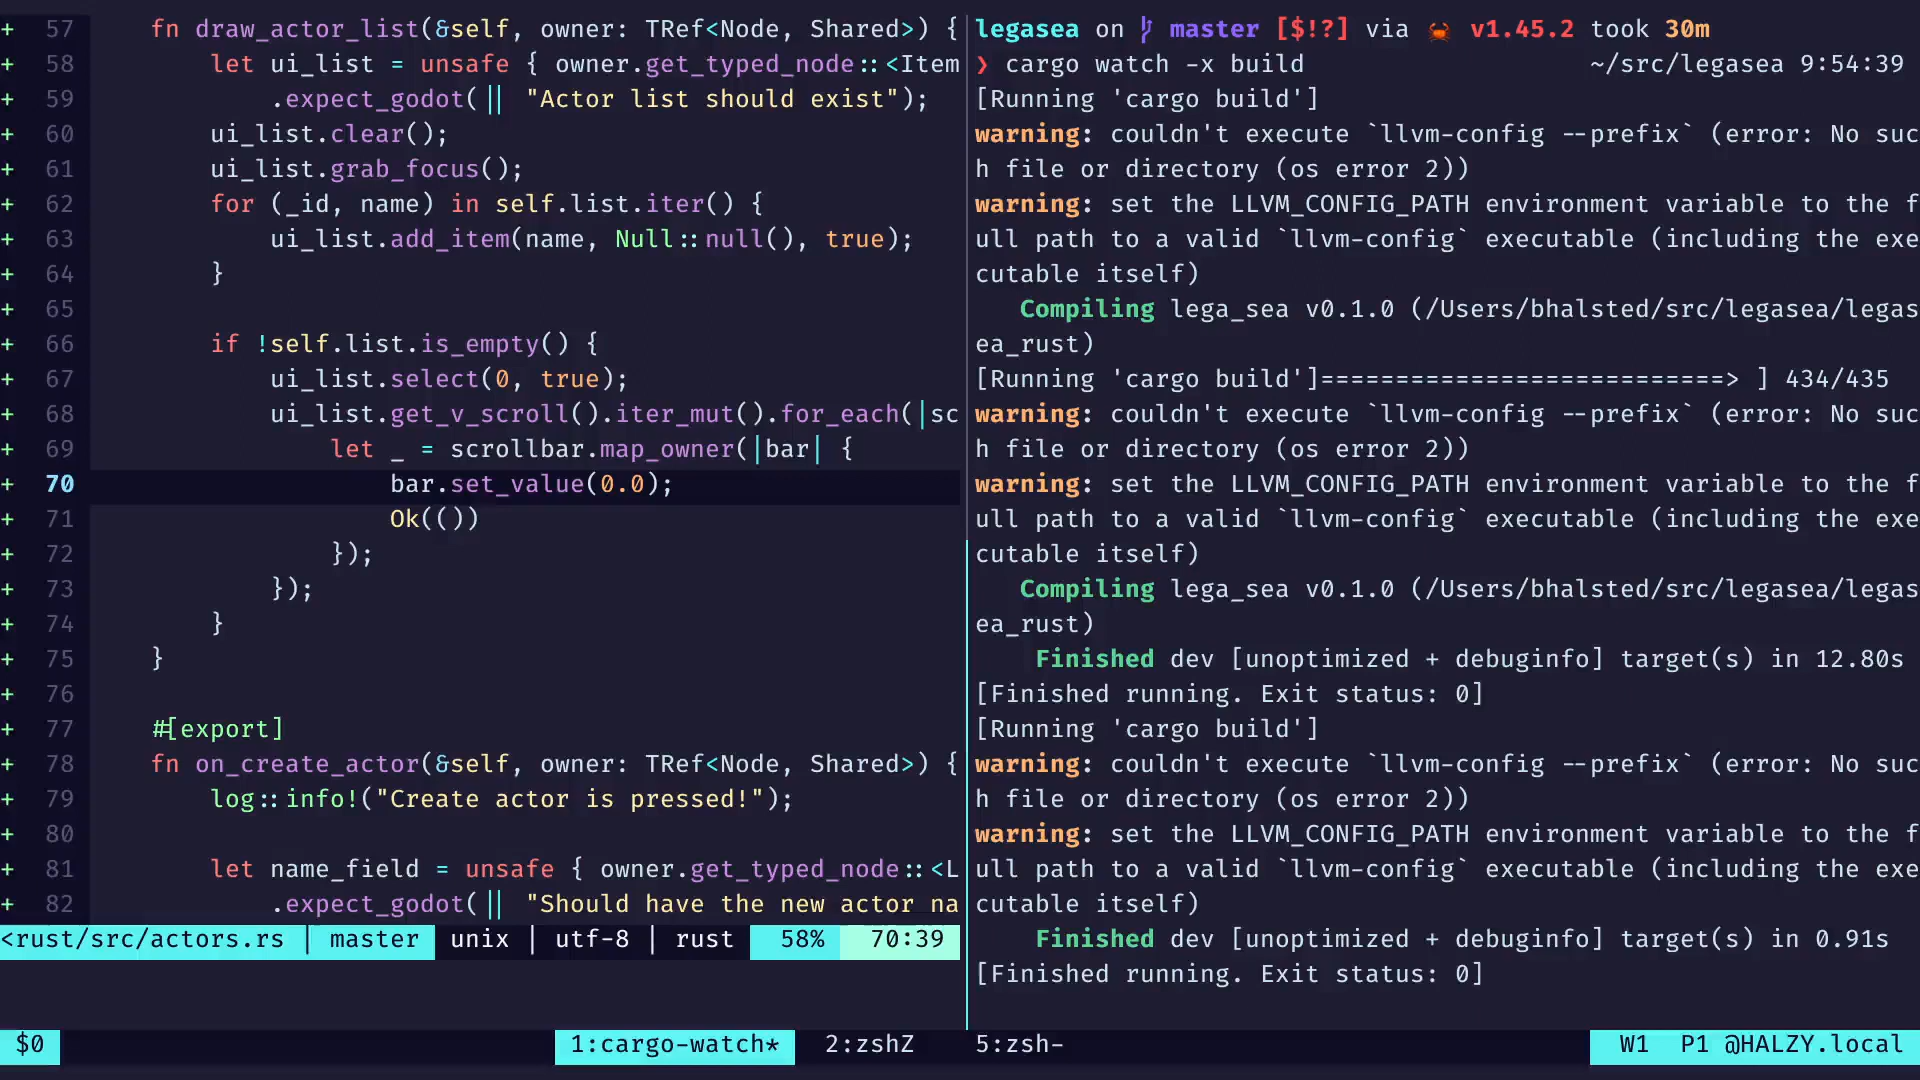 + 57 fn draw_actor_list(&self, owner: TRef<Node, Shared>) {
+ 58 let ui_list = unsafe { owner.get_typed_node::<Item
+ 59 .expect_godot(|| "Actor list should exist");
+ 60 ui_list.clear();
+ 61 ui_list.grab_focus();
+ 62 for (_id, name) in self.list.iter() {
+ 63 ui_list.add_item(name, Null::null(), true);
+ 64 }
+ 65
+ 66 if !self.list.is_empty() {
+ 67 ui_list.select(0, true);
+ 68 ui_list.get_v_scroll().iter_mut().for_each(|sc
+ 69 let _ = scrollbar.map_owner(|bar| {
+ 70 bar.set_value(0.0);
+ 71 Ok(())
+ 72 });
+ 73 });
+ 74 }
+ 75 }
+ 76
+ 77 #[export]
+ 78 fn on_create_actor(&self, owner: TRef<Node, Shared>) {
+ 79 log::info!("Create actor is pressed!");
+ 80
+ 81 let name_field = unsafe { owner.get_typed_node::<L
+ 82 .expect_godot(|| "Should have the new actor na
<rust/src/actors.rs | master unix | utf-8 | rust 58% 70:39
legasea on master [$!?] via 🦀 v1.45.2 took 30m
❯ cargo watch -x build ~/src/legasea 9:54:39
[Running 'cargo build']
warning: couldn't execute `llvm-config --prefix` (error: No suc
h file or directory (os error 2))
warning: set the LLVM_CONFIG_PATH environment variable to the f
ull path to a valid `llvm-config` executable (including the exe
cutable itself)
Compiling lega_sea v0.1.0 (/Users/bhalsted/src/legasea/legas
ea_rust)
[Running 'cargo build']===========================> ] 434/435
warning: couldn't execute `llvm-config --prefix` (error: No suc
h file or directory (os error 2))
warning: set the LLVM_CONFIG_PATH environment variable to the f
ull path to a valid `llvm-config` executable (including the exe
cutable itself)
Compiling lega_sea v0.1.0 (/Users/bhalsted/src/legasea/legas
ea_rust)
Finished dev [unoptimized + debuginfo] target(s) in 12.80s
[Finished running. Exit status: 0]
[Running 'cargo build']
warning: couldn't execute `llvm-config --prefix` (error: No suc
h file or directory (os error 2))
warning: set the LLVM_CONFIG_PATH environment variable to the f
ull path to a valid `llvm-config` executable (including the exe
cutable itself)
Finished dev [unoptimized + debuginfo] target(s) in 0.91s
[Finished running. Exit status: 0]
$0 1:cargo-watch* 2:zshZ 5:zsh- W1 P1 @HALZY.local